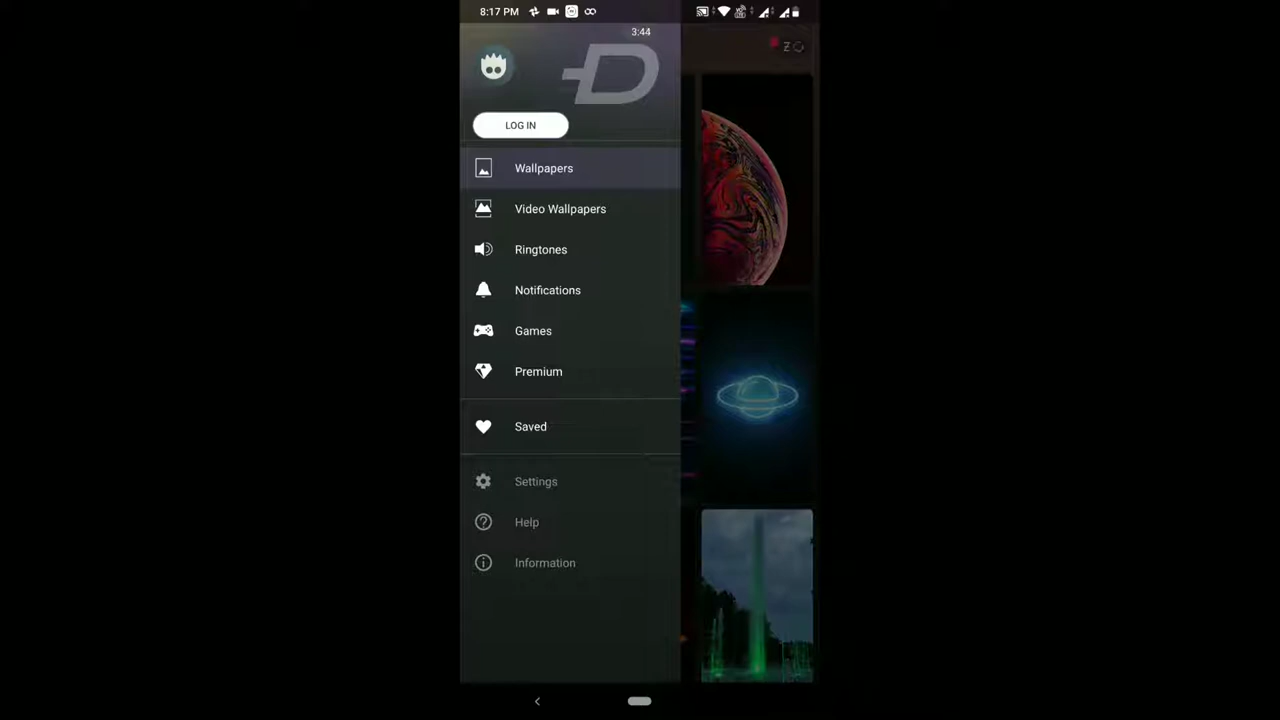 8:17 PM
3:44
LOG IN
Wallpapers
Video Wallpapers
Ringtones
Notifications
Games
Premium
Saved
Settings
Help
Information